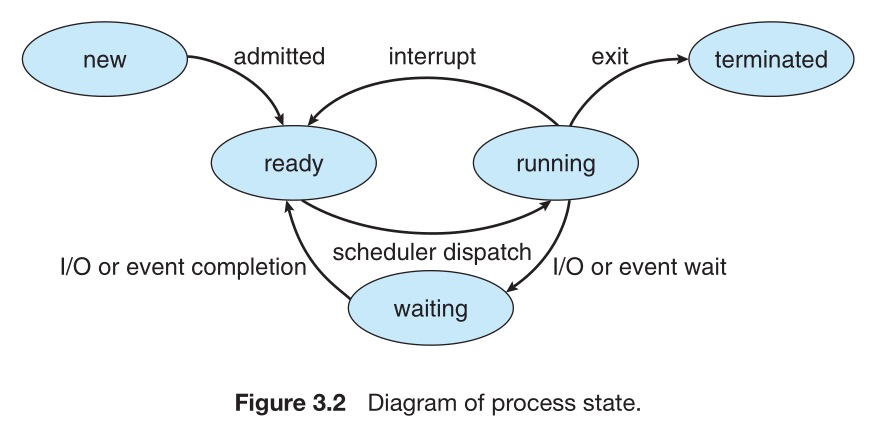 new
admitted
interrupt
exit
terminated
ready
running
scheduler dispatch
I/O or event completion
I/O or event wait
waiting
Figure 3.2 Diagram of process state.